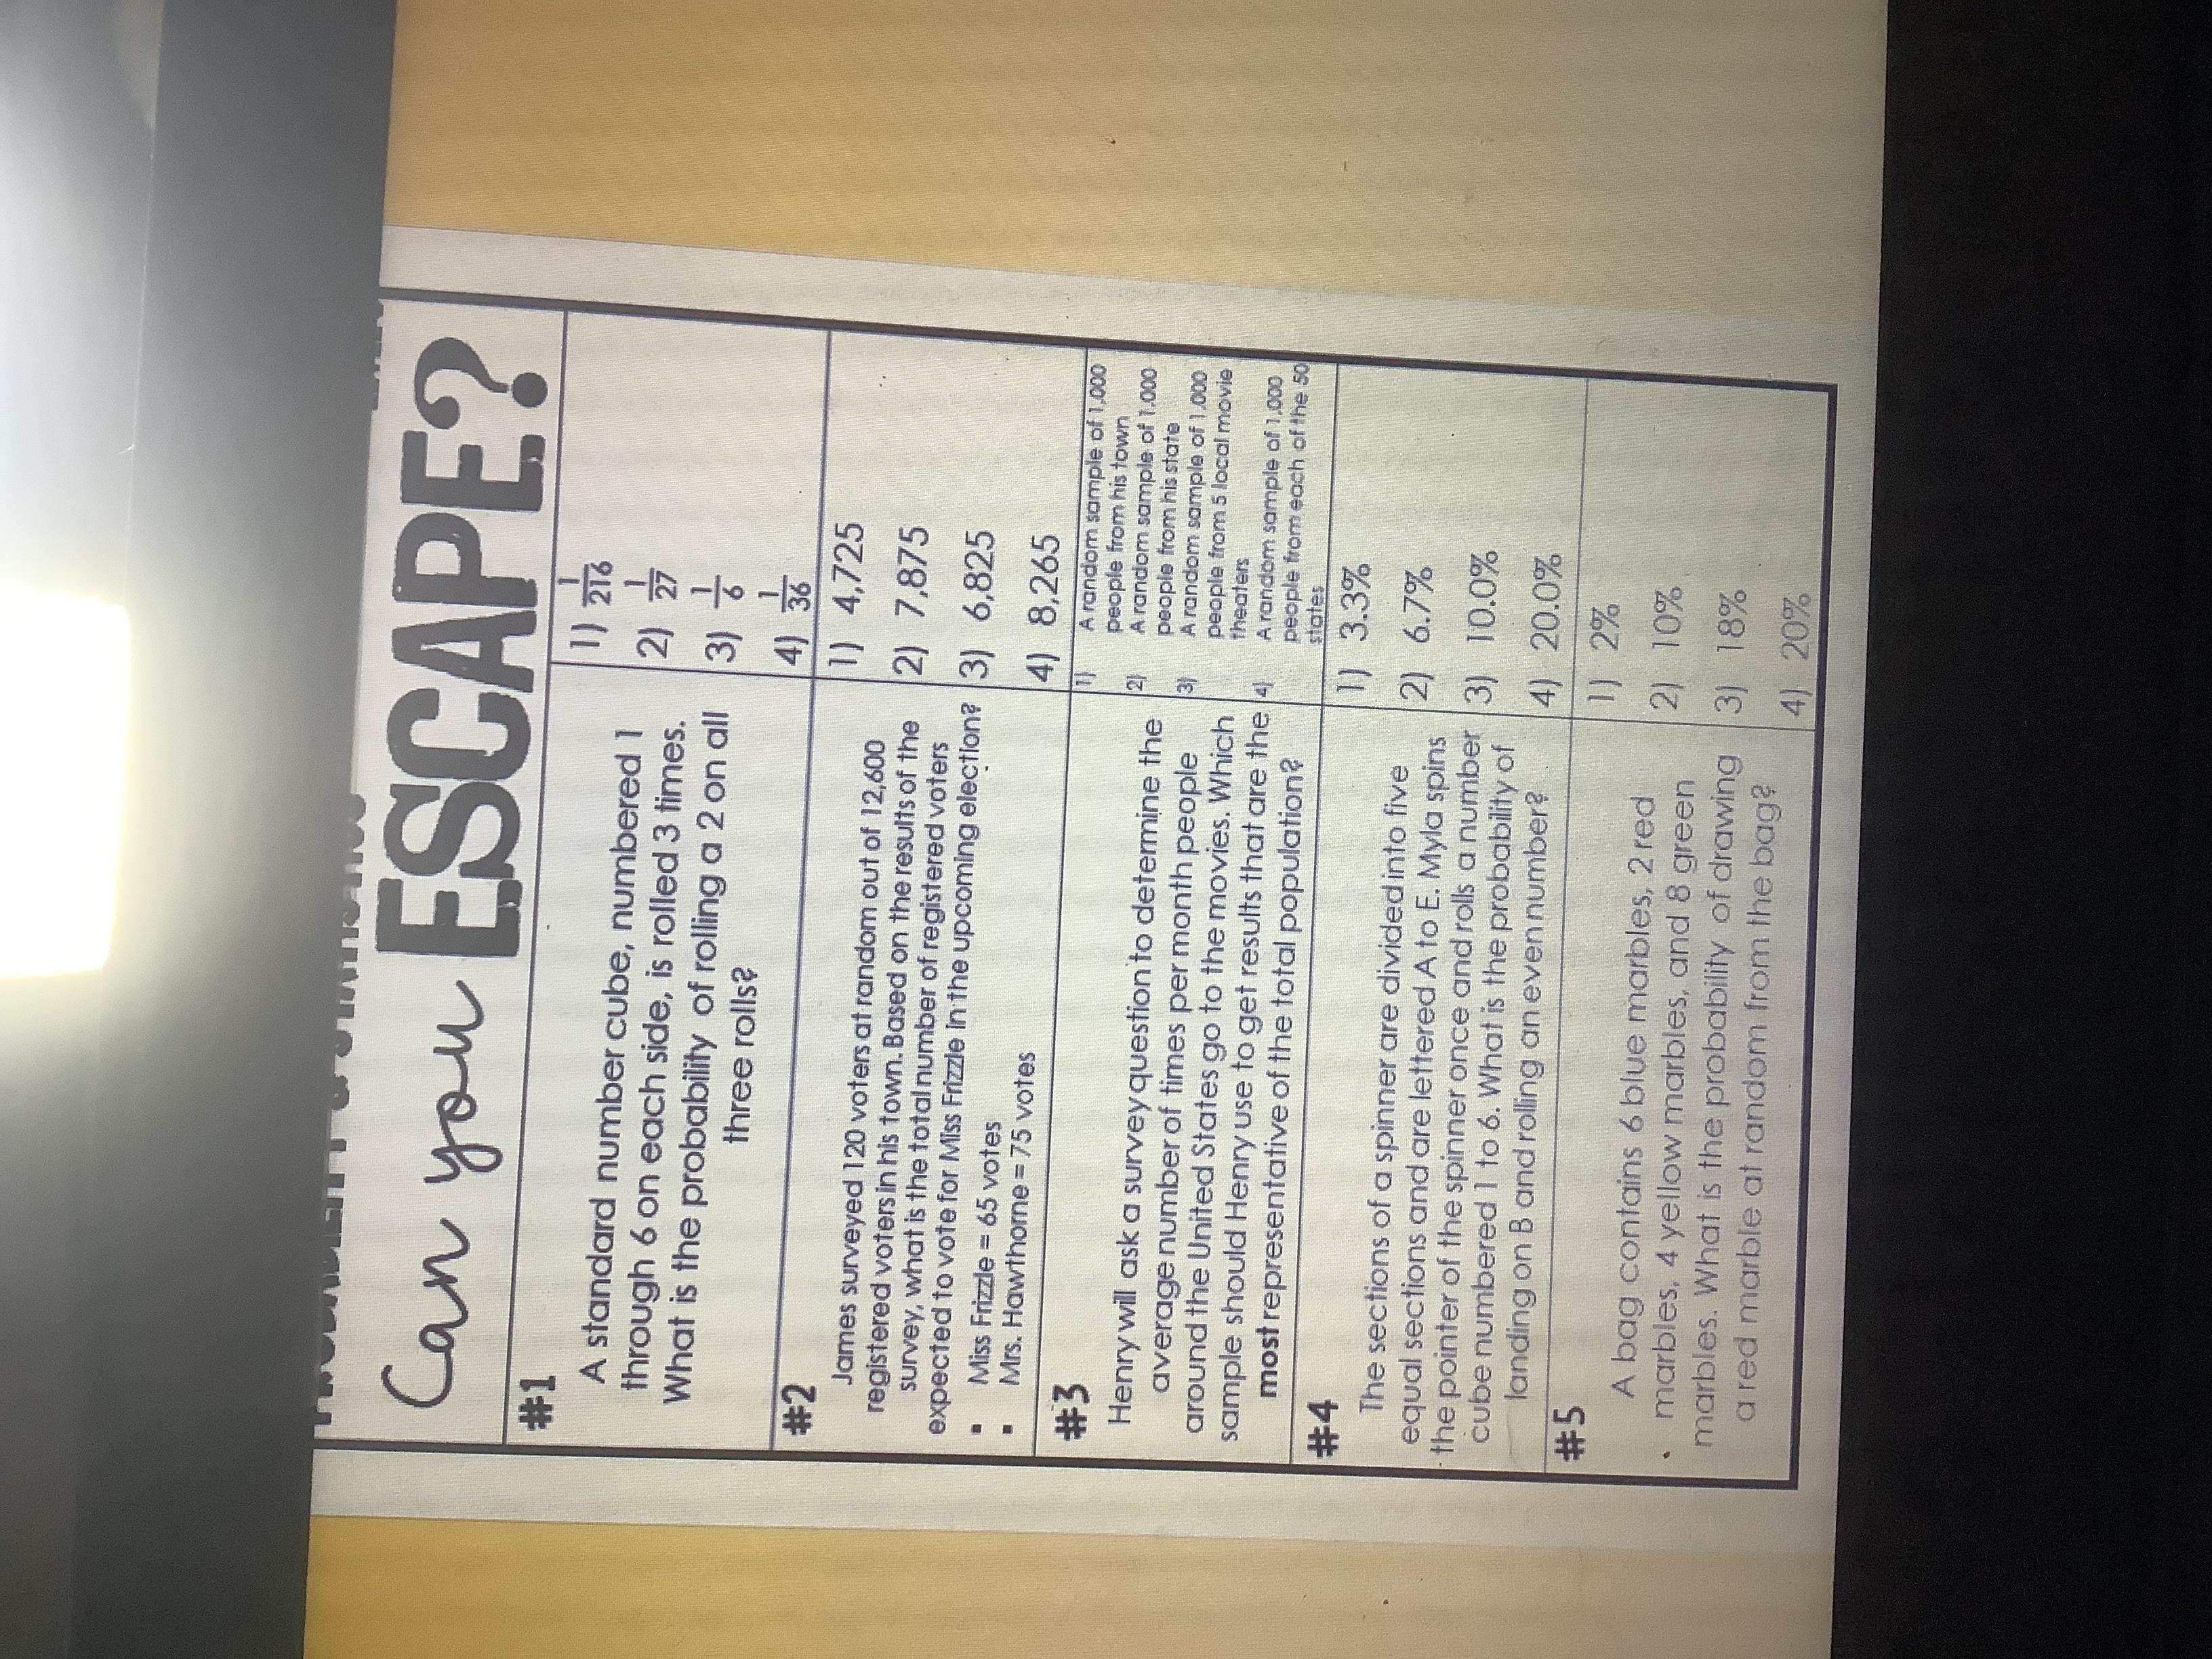 Can you ESCAPE?
#1
A standard number cube, numbered 1
through 6 on each side, is rolled 3 times.
What is the probability of rolling a 2 on all
three rolls?
1) 1/216
2) 1/27
3) 1/6
4) 1/36
#2
James surveyed 120 voters at random out of 12,600
registered voters in his town. Based on the results of the
survey, what is the total number of registered voters
expected to vote for Miss Frizzle in the upcoming election?
▪ Miss Frizzle = 65 votes
▪ Mrs. Hawthorne = 75 votes
1) 4,725
2) 7,875
3) 6,825
4) 8,265
#3
Henry will ask a survey question to determine the
average number of times per month people
around the United States go to the movies. Which
sample should Henry use to get results that are the
most representative of the total population?
1) A random sample of 1,000
people from his town
2) A random sample of 1,000
people from his state
3) A random sample of 1,000
people from 5 local movie
theaters
4) A random sample of 1,000
people from each of the 50
states
#4
The sections of a spinner are divided into five
equal sections and are lettered A to E. Myla spins
the pointer of the spinner once and rolls a number
cube numbered 1 to 6. What is the probability of
landing on B and rolling an even number?
1) 3.3%
2) 6.7%
3) 10.0%
4) 20.0%
#5
A bag contains 6 blue marbles, 2 red
marbles, 4 yellow marbles, and 8 green
marbles. What is the probability of drawing
a red marble at random from the bag?
1) 2%
2) 10%
3) 18%
4) 20%